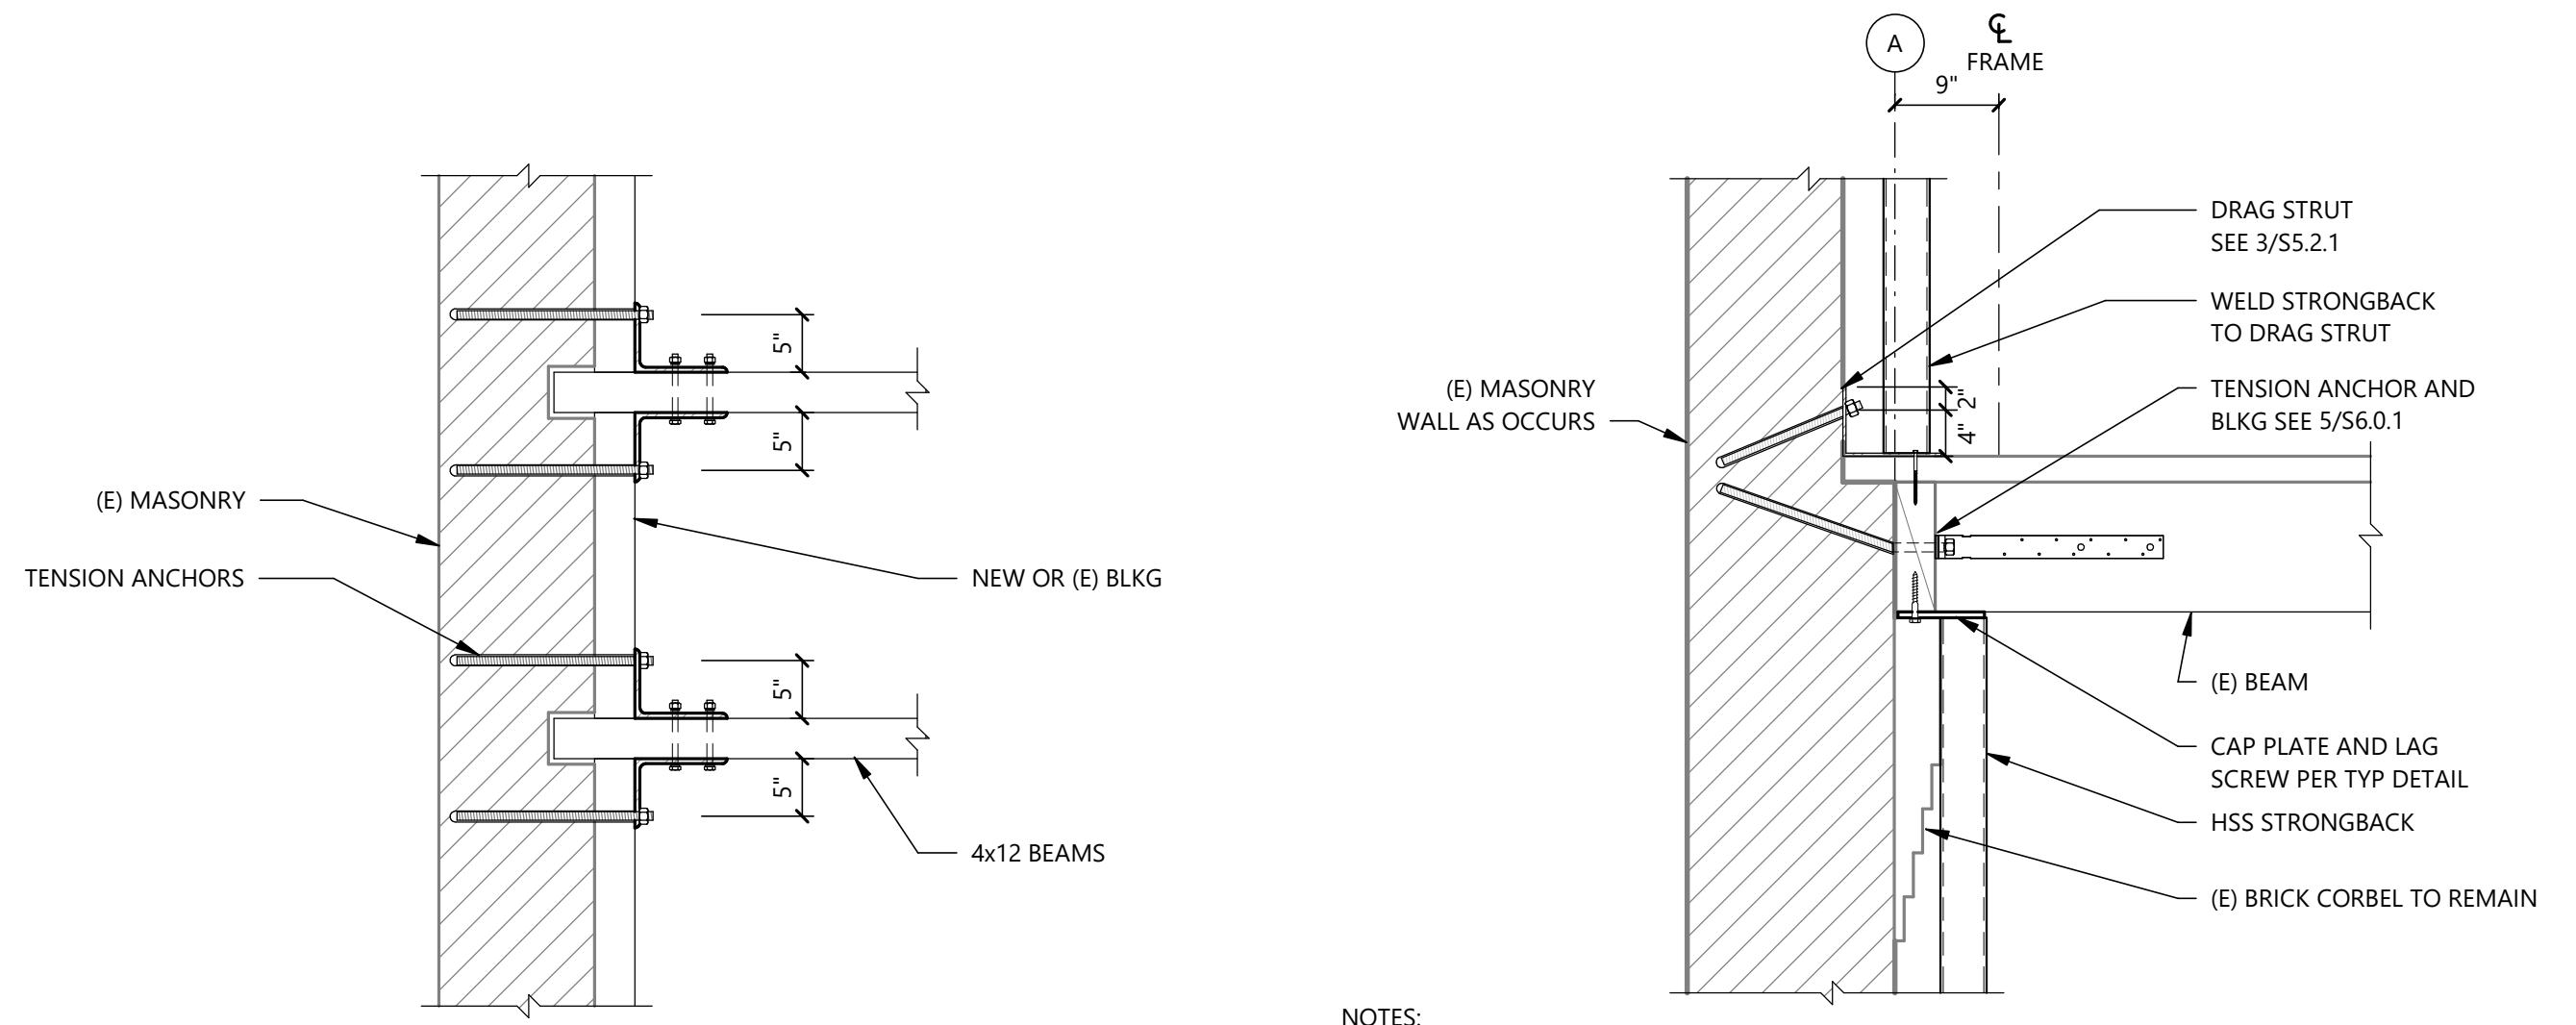 5"
5"
(E) MASONRY
TENSION ANCHORS
NEW OR (E) BLKG
5"
5"
4x12 BEAMS
A
℄
FRAME
9"
DRAG STRUT
SEE 3/S5.2.1
WELD STRONGBACK
TO DRAG STRUT
(E) MASONRY
WALL AS OCCURS
2"
4"
TENSION ANCHOR AND
BLKG SEE 5/S6.0.1
(E) BEAM
CAP PLATE AND LAG
SCREW PER TYP DETAIL
HSS STRONGBACK
(E) BRICK CORBEL TO REMAIN
NOTES: